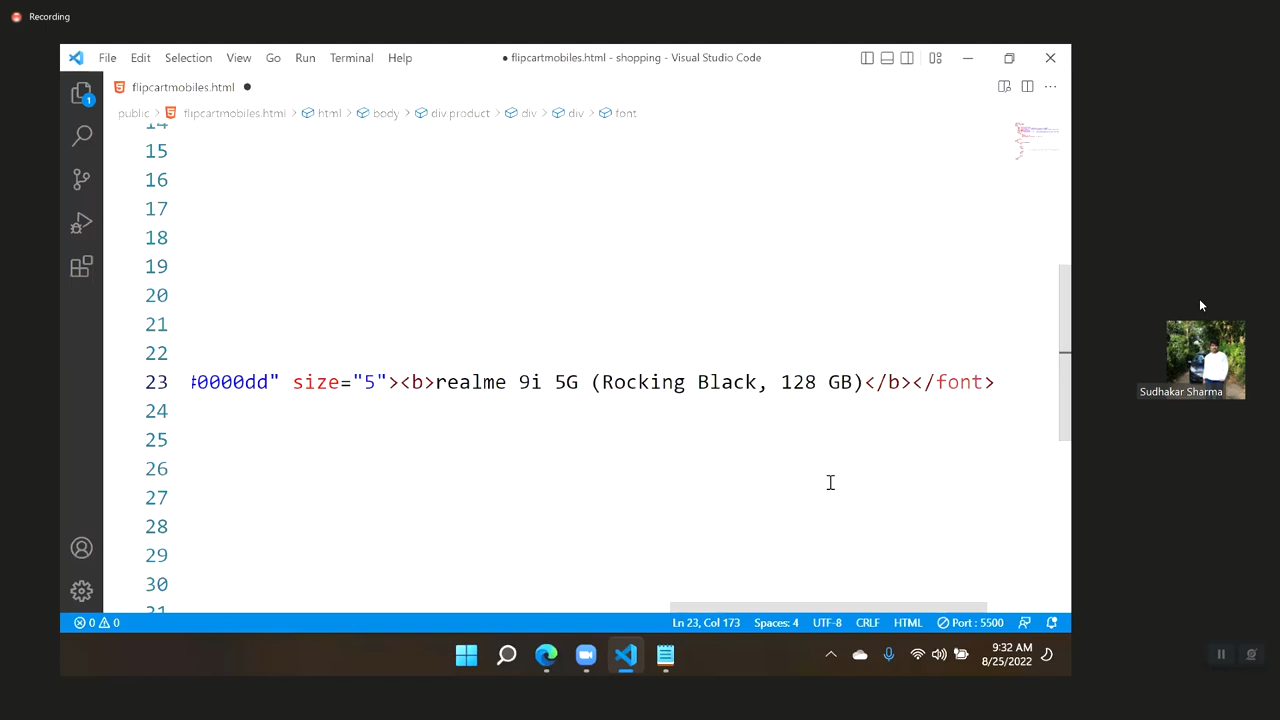 Recording
File Edit Selection View Go Run Terminal Help
● flipcartmobiles.html - shopping - Visual Studio Code
flipcartmobiles.html ●
1
public > flipcartmobiles.html > html > body > div.product > div > div > font
14
15
16
17
18
19
20
21
22
23 #0000dd" size="5"><b>realme 9i 5G (Rocking Black, 128 GB)</b></font>
24
25
26
27
28
29
30
31
Sudhakar Sharma
0 0 Ln 23, Col 173 Spaces: 4 UTF-8 CRLF HTML Port : 5500
9:32 AM
8/25/2022